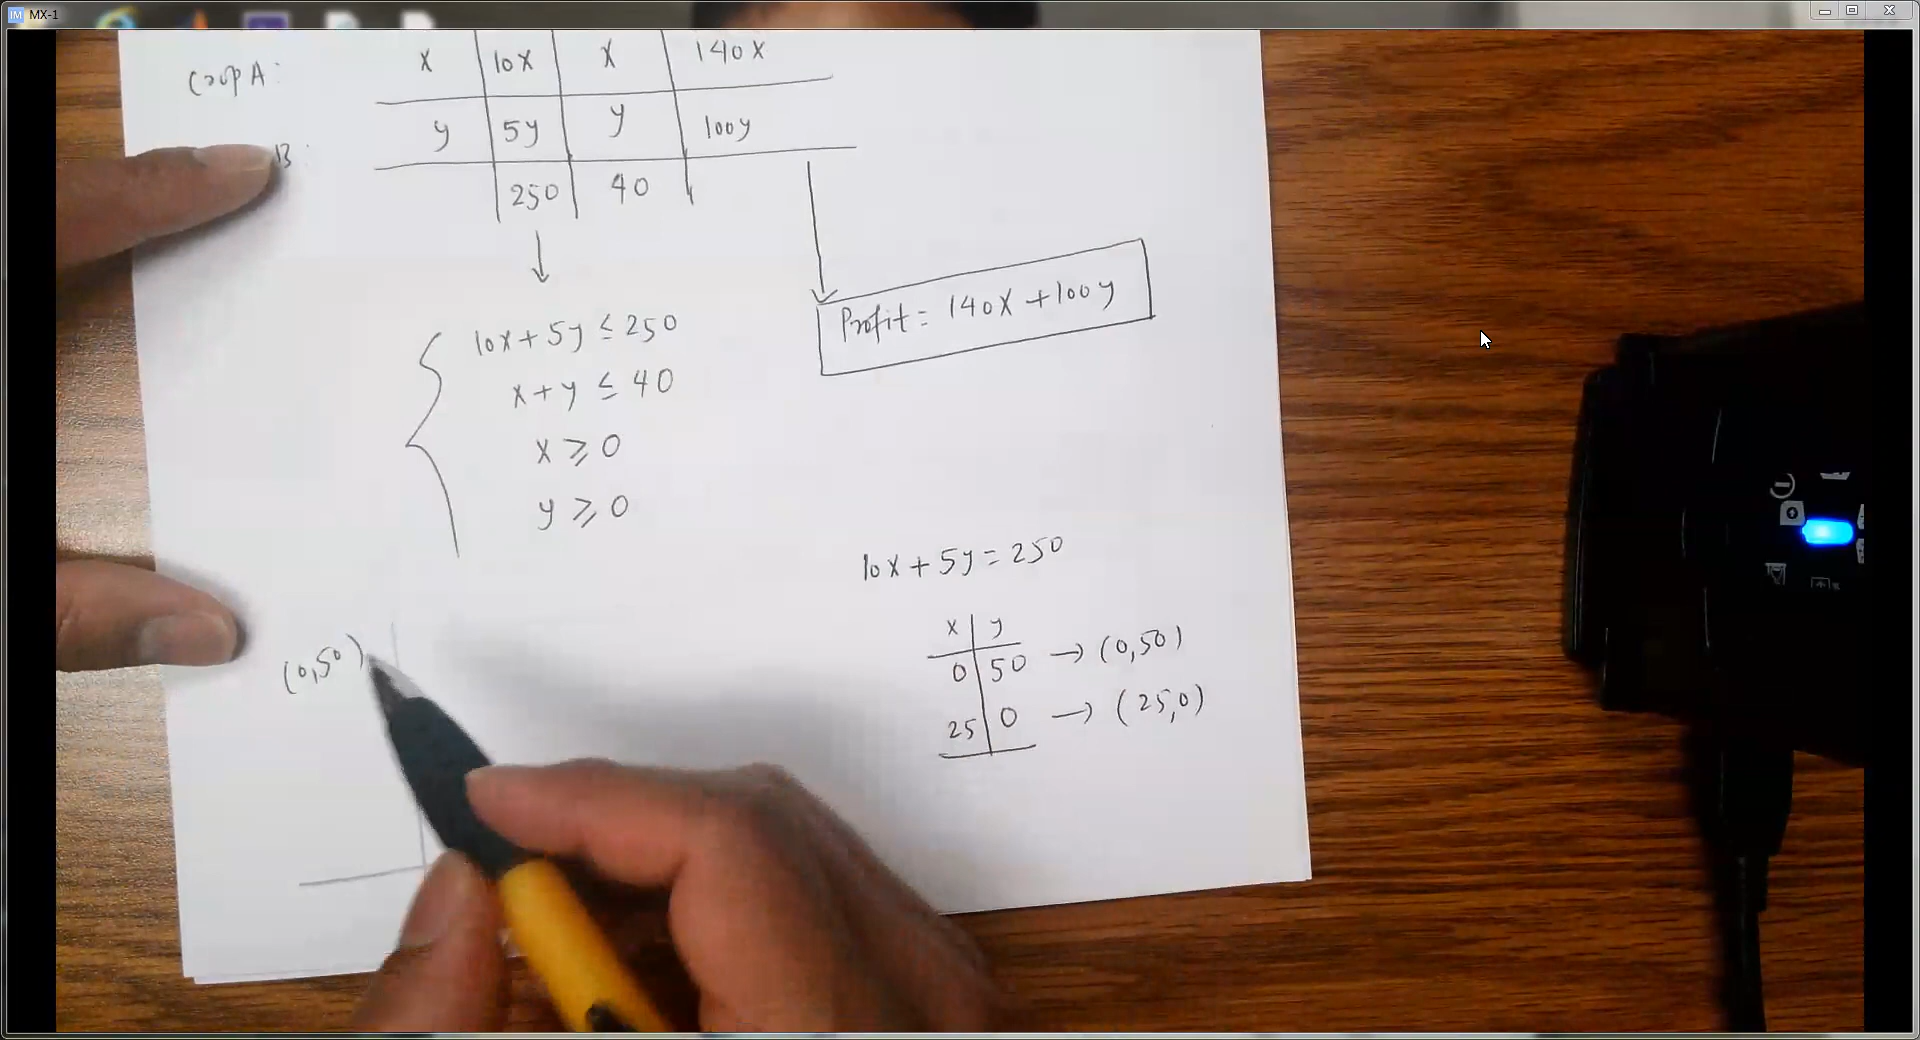 MX-1
Crop A: x 10x x 140x
B: y 5y y 100y
250 40
10x + 5y ≤ 250
x + y ≤ 40
x ≥ 0
y ≥ 0
Profit = 140x + 100y
10x + 5y = 250
x y
0 50 → (0,50)
25 0 → (25,0)
(0,50)